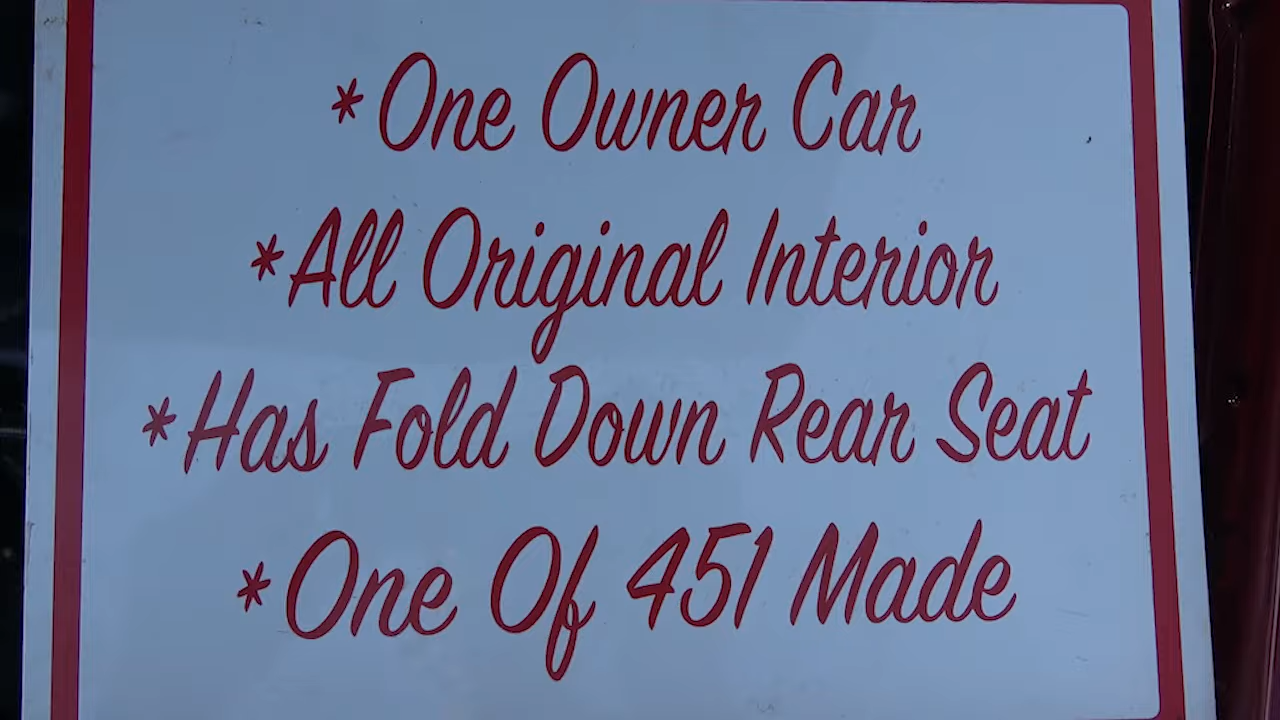 *One Owner Car
*All Original Interior
*Has Fold Down Rear Seat
*One Of 451 Made